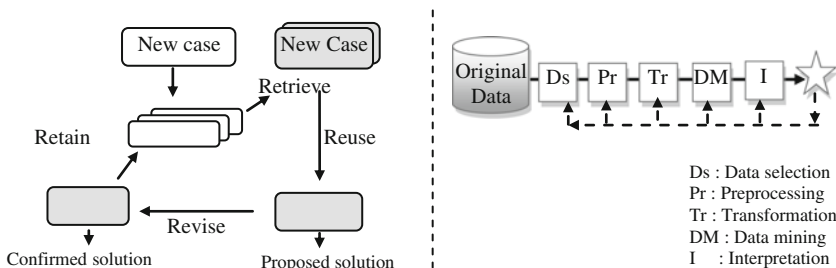 New case
New Case
Retrieve
Retain
Reuse
Revise
Confirmed solution
Proposed solution
Original
Data
Ds
Pr
Tr
DM
I
Ds : Data selection
Pr : Preprocessing
Tr : Transformation
DM : Data mining
I : Interpretation